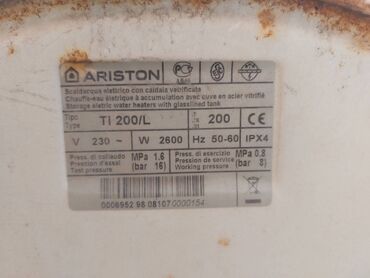 ARISTON
Scaldacqua elettrico con caldaia vetrificata
Chauffe-eau életrique à accumulation avec cuve en acier vitrifié
Storage eletric water heaters with glasslined tank
Tipo
Type TI 200/L 200 CE
V 230 ~ W 2600 Hz 50-60 IPX4
Press. di collaudo MPa 1.6 Press. di esercizio MPa 0.8
Pression d'essai (bar 16) Pression de service (bar 8)
Test pressure Working pressure
0006952 98 08107 0000154